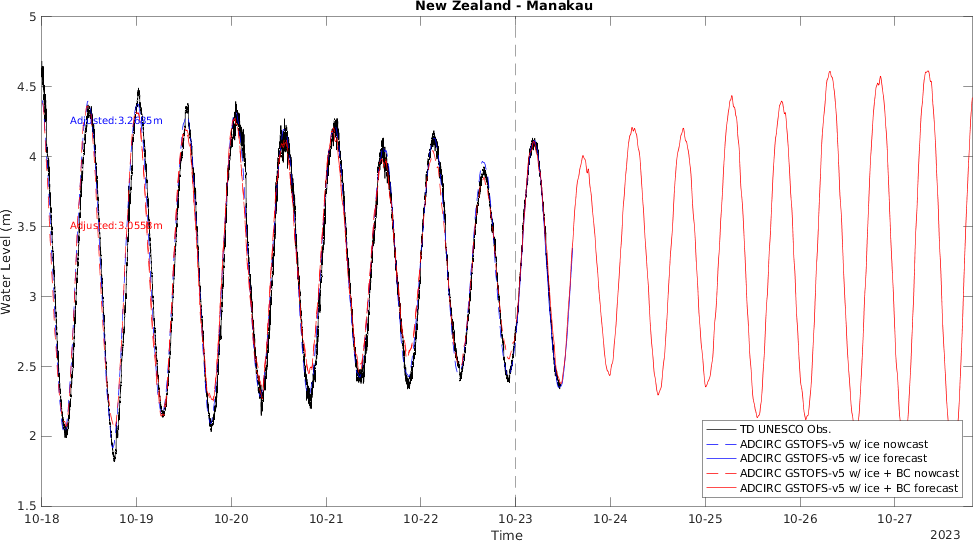 New Zealand - Manakau
5
4.5
4
3.5
3
2.5
2
1.5
Water Level (m)
Adjusted:3.2635m
Adjusted:3.0558m
TD UNESCO Obs.
ADCIRC GSTOFS-v5 w/ ice nowcast
ADCIRC GSTOFS-v5 w/ ice forecast
ADCIRC GSTOFS-v5 w/ ice + BC nowcast
ADCIRC GSTOFS-v5 w/ ice + BC forecast
10-18 10-19 10-20 10-21 10-22 10-23 10-24 10-25 10-26 10-27
Time
2023